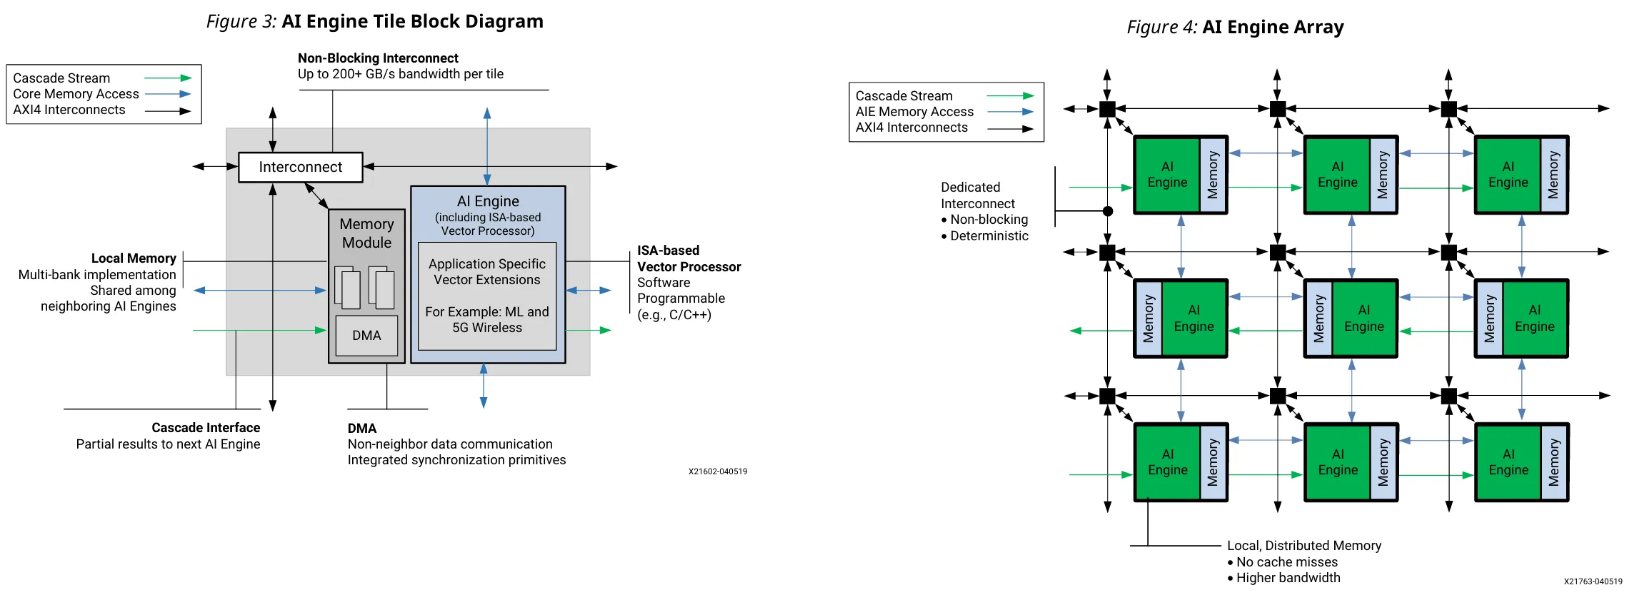 Figure 3: AI Engine Tile Block Diagram
Non-Blocking Interconnect
Up to 200+ GB/s bandwidth per tile
Cascade Stream
Core Memory Access
AXI4 Interconnects
Interconnect
Memory
Module
DMA
AI Engine
(including ISA-based
Vector Processor)
Application Specific
Vector Extensions
For Example: ML and
5G Wireless
Local Memory
Multi-bank implementation
Shared among
neighboring AI Engines
ISA-based
Vector Processor
Software
Programmable
(e.g., C/C++)
Cascade Interface
Partial results to next AI Engine
DMA
Non-neighbor data communication
Integrated synchronization primitives
X21602-040519
Figure 4: AI Engine Array
Cascade Stream
AIE Memory Access
AXI4 Interconnects
Dedicated
Interconnect
• Non-blocking
• Deterministic
AI
Engine
Memory
AI
Engine
Memory
AI
Engine
Memory
Memory
AI
Engine
Memory
AI
Engine
Memory
AI
Engine
AI
Engine
Memory
AI
Engine
Memory
AI
Engine
Memory
Local, Distributed Memory
• No cache misses
• Higher bandwidth
X21763-040519